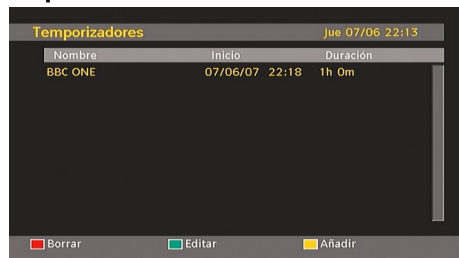 Temporizadores Jue 07/06 22:13
Nombre Inicio Duración
BBC ONE 07/06/07 22:18 1h 0m
Borrar Editar Añadir